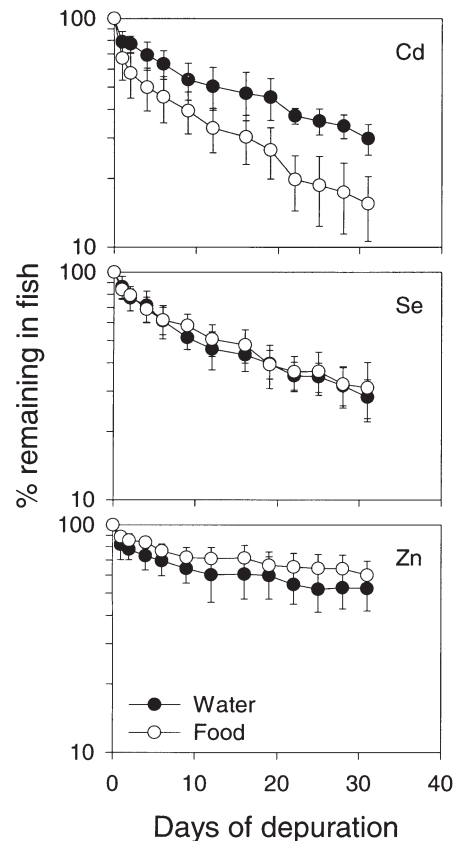 100
Cd
10
100
Se
10
100
Zn
Water
Food
10
0 10 20 30 40
Days of depuration
% remaining in fish